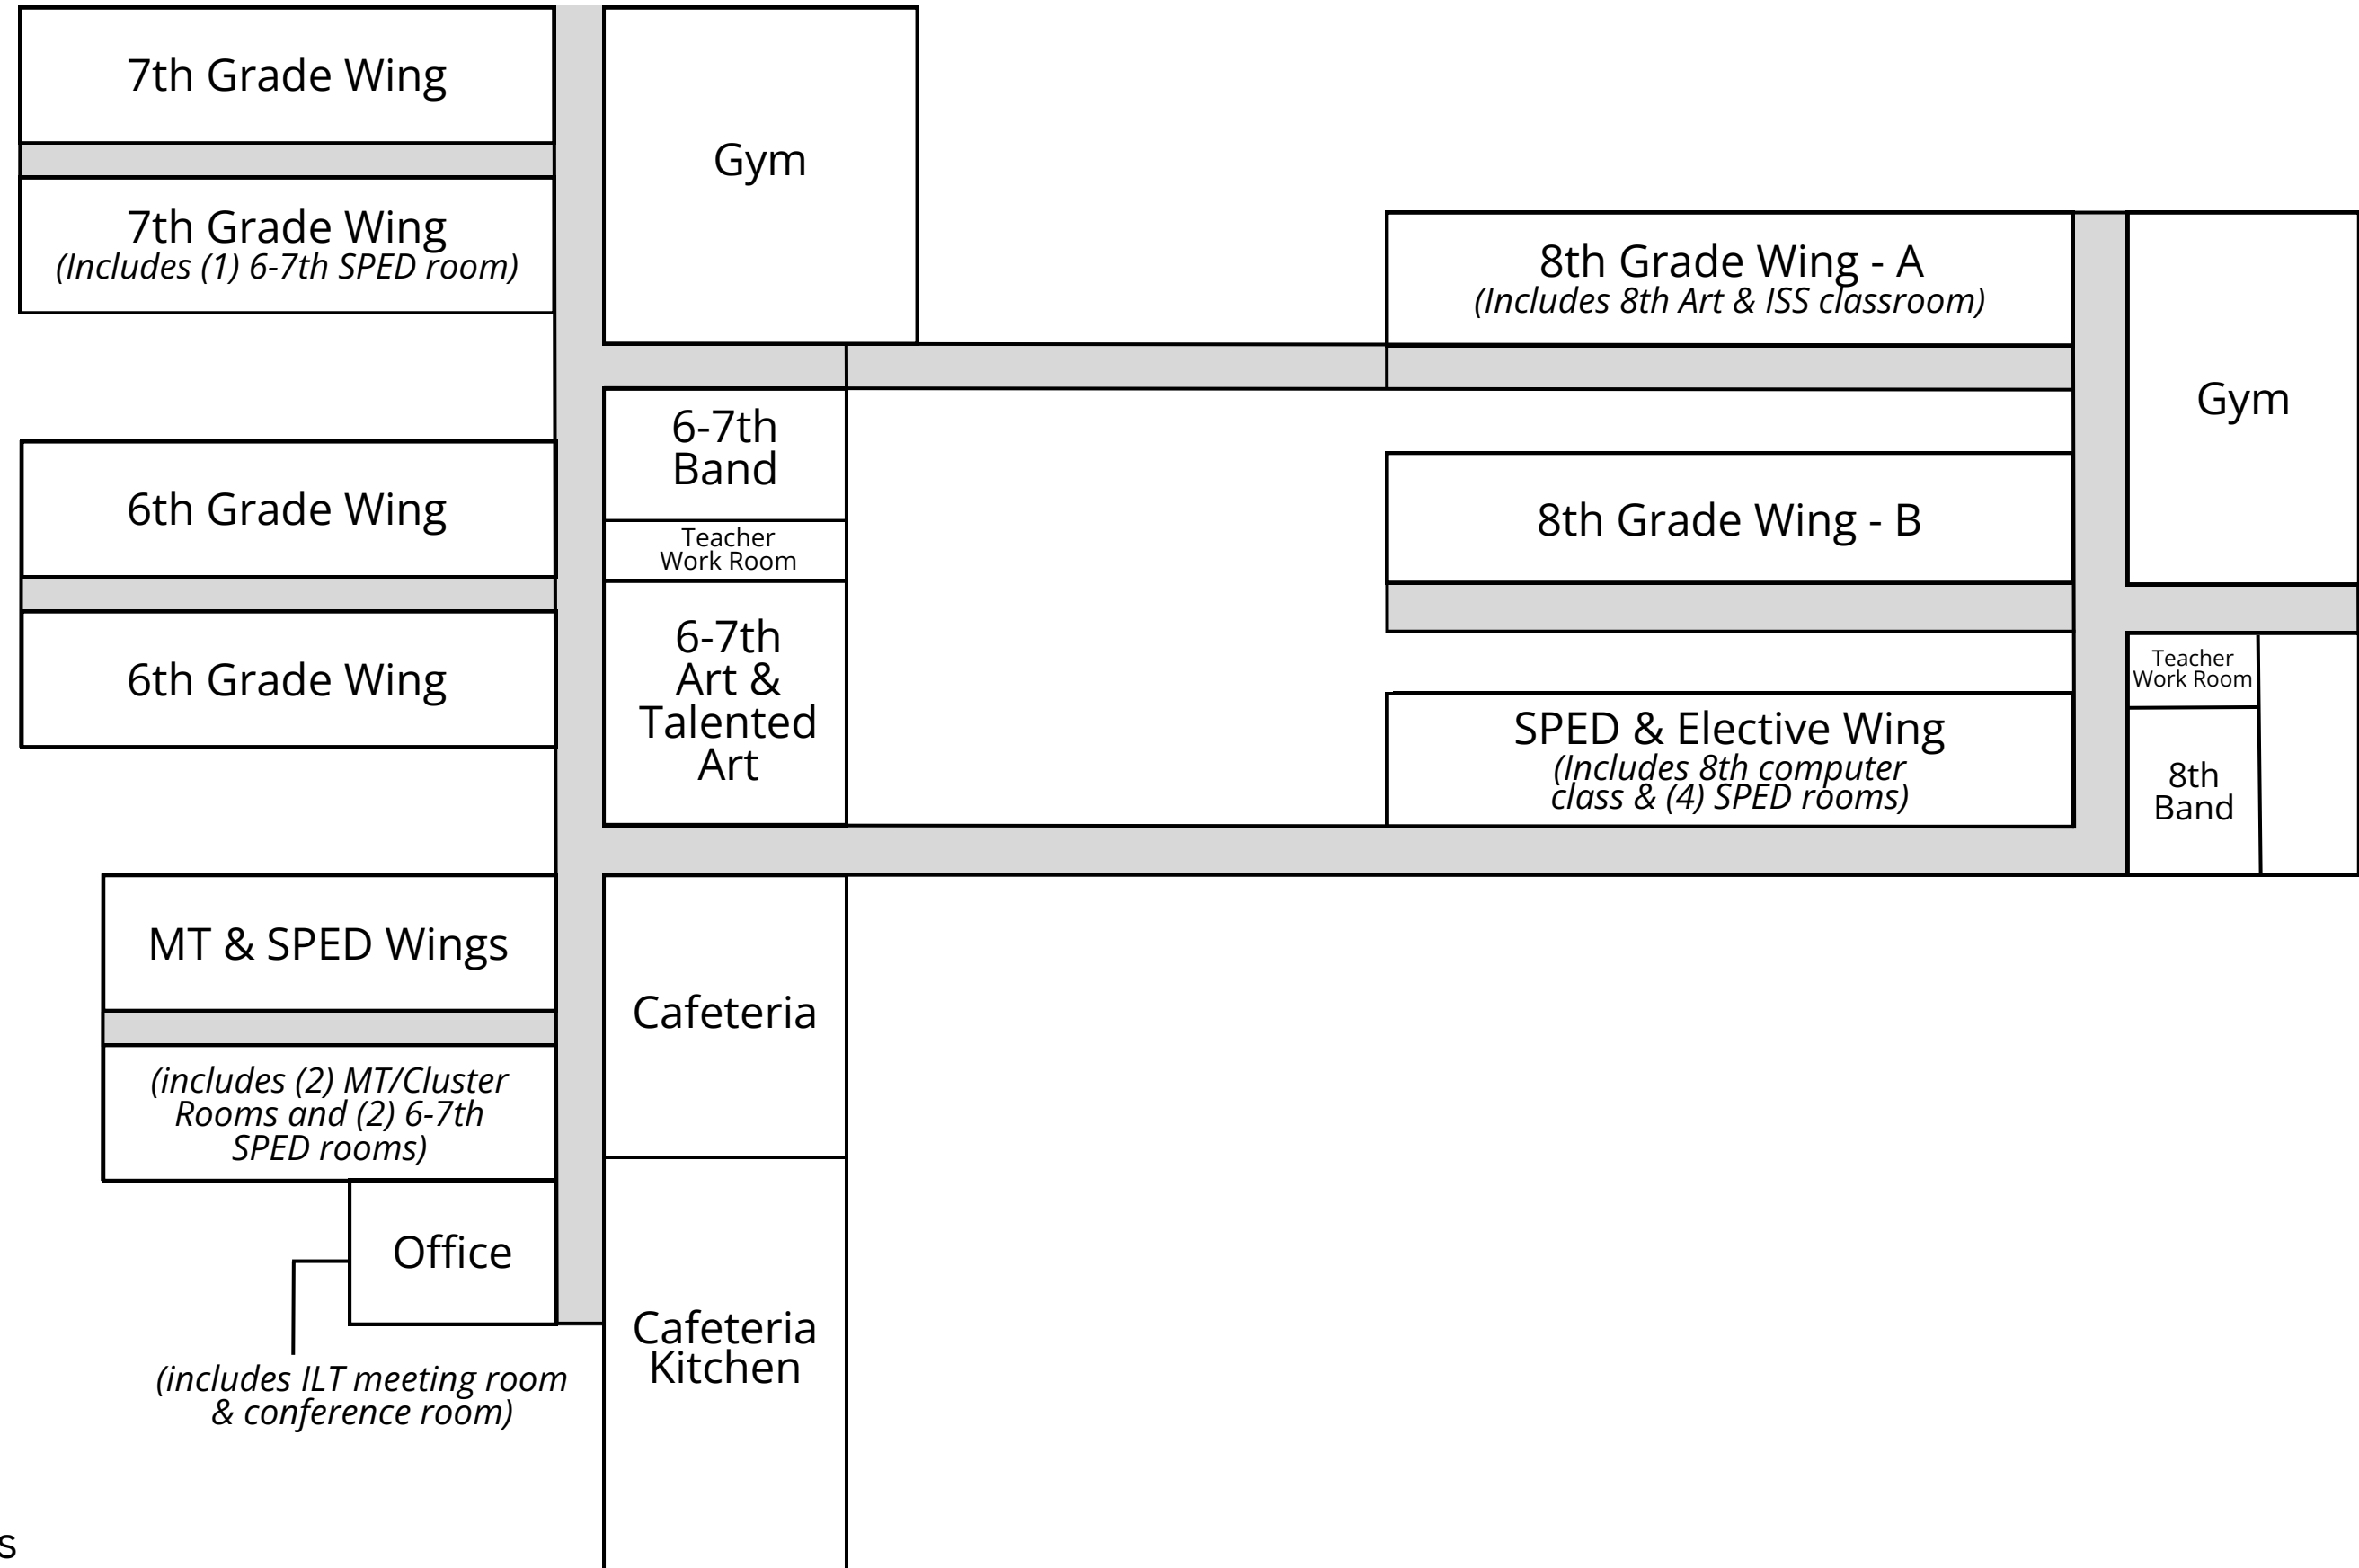 7th Grade Wing
7th Grade Wing
(Includes (1) 6-7th SPED room)
Gym
8th Grade Wing - A
(Includes 8th Art & ISS classroom)
Gym
6-7th
Band
Teacher
Work Room
6-7th
Art &
Talented
Art
6th Grade Wing
6th Grade Wing
8th Grade Wing - B
Teacher
Work Room
8th
Band
SPED & Elective Wing
(Includes 8th computer
class & (4) SPED rooms)
MT & SPED Wings
(includes (2) MT/Cluster
Rooms and (2) 6-7th
SPED rooms)
Cafeteria
Office
(includes ILT meeting room
& conference room)
Cafeteria
Kitchen
s